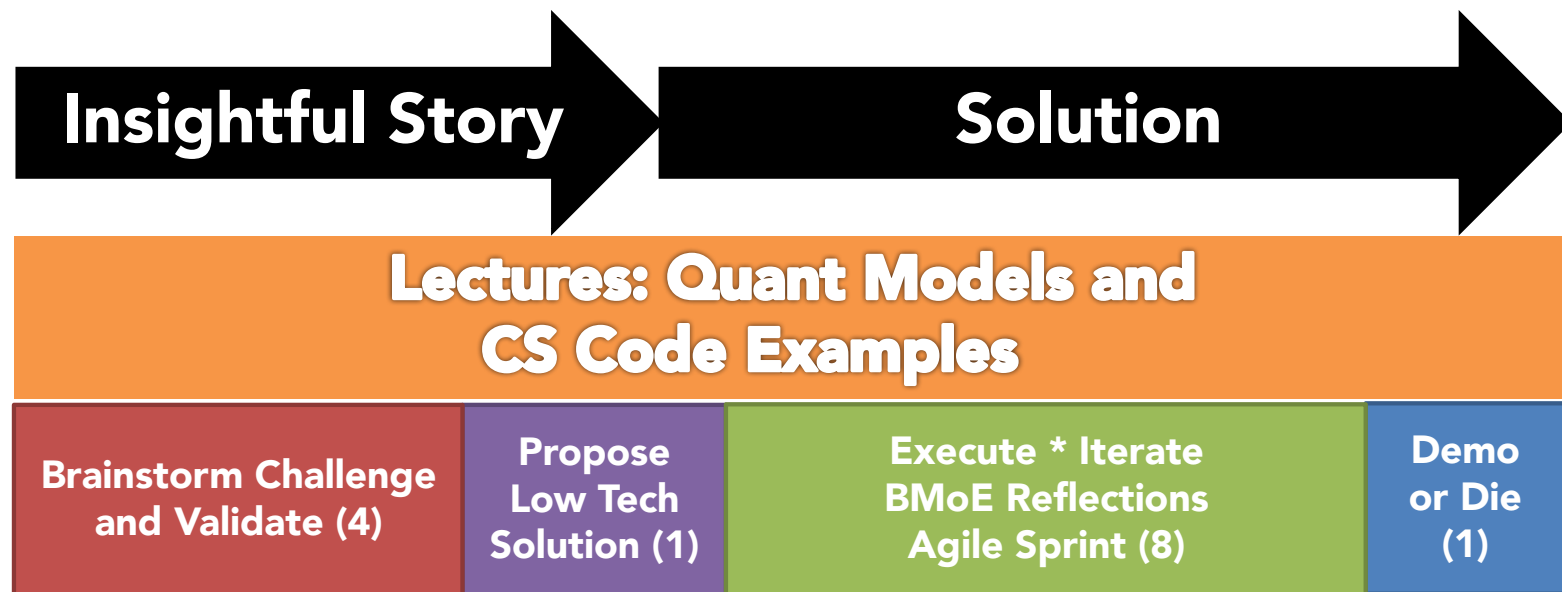 Insightful Story
Solution
Lectures: Quant Models and
CS Code Examples
Brainstorm Challenge
and Validate (4)
Propose
Low Tech
Solution (1)
Execute * Iterate
BMoE Reflections
Agile Sprint (8)
Demo
or Die
(1)